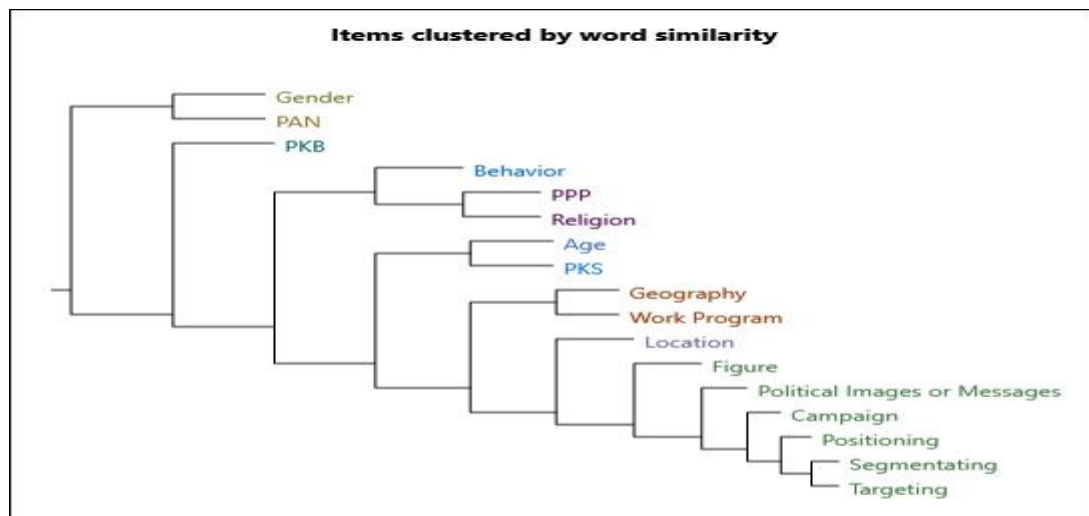 Items clustered by word similarity
Gender
PAN
PKB
Behavior
PPP
Religion
Age
PKS
Geography
Work Program
Location
Figure
Political Images or Messages
Campaign
Positioning
Segmentating
Targeting